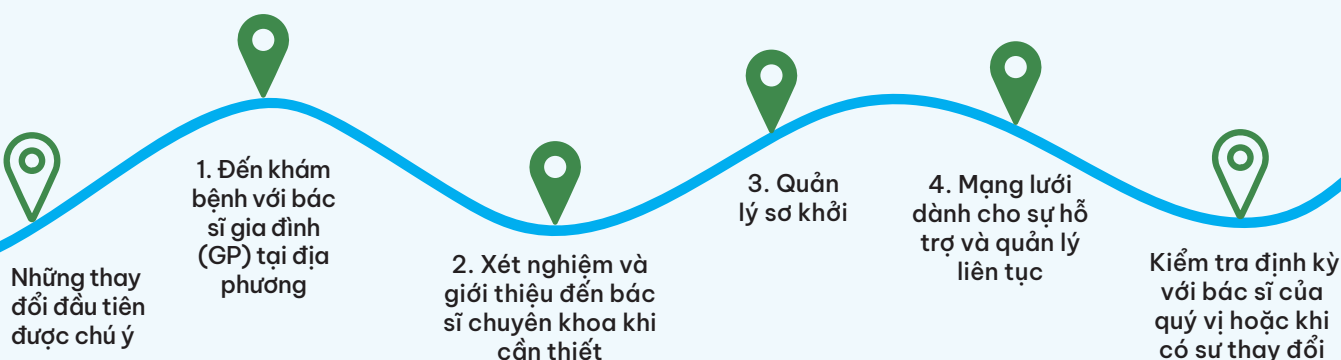 Những thay
đổi đầu tiên
được chú ý
1. Đến khám
bệnh với bác
sĩ gia đình
(GP) tại địa
phương
2. Xét nghiệm và
giới thiệu đến bác
sĩ chuyên khoa khi
cần thiết
3. Quản
lý sơ khởi
4. Mạng lưới
dành cho sự hỗ
trợ và quản lý
liên tục
Kiểm tra định kỳ
với bác sĩ của
quý vị hoặc khi
có sự thay đổi